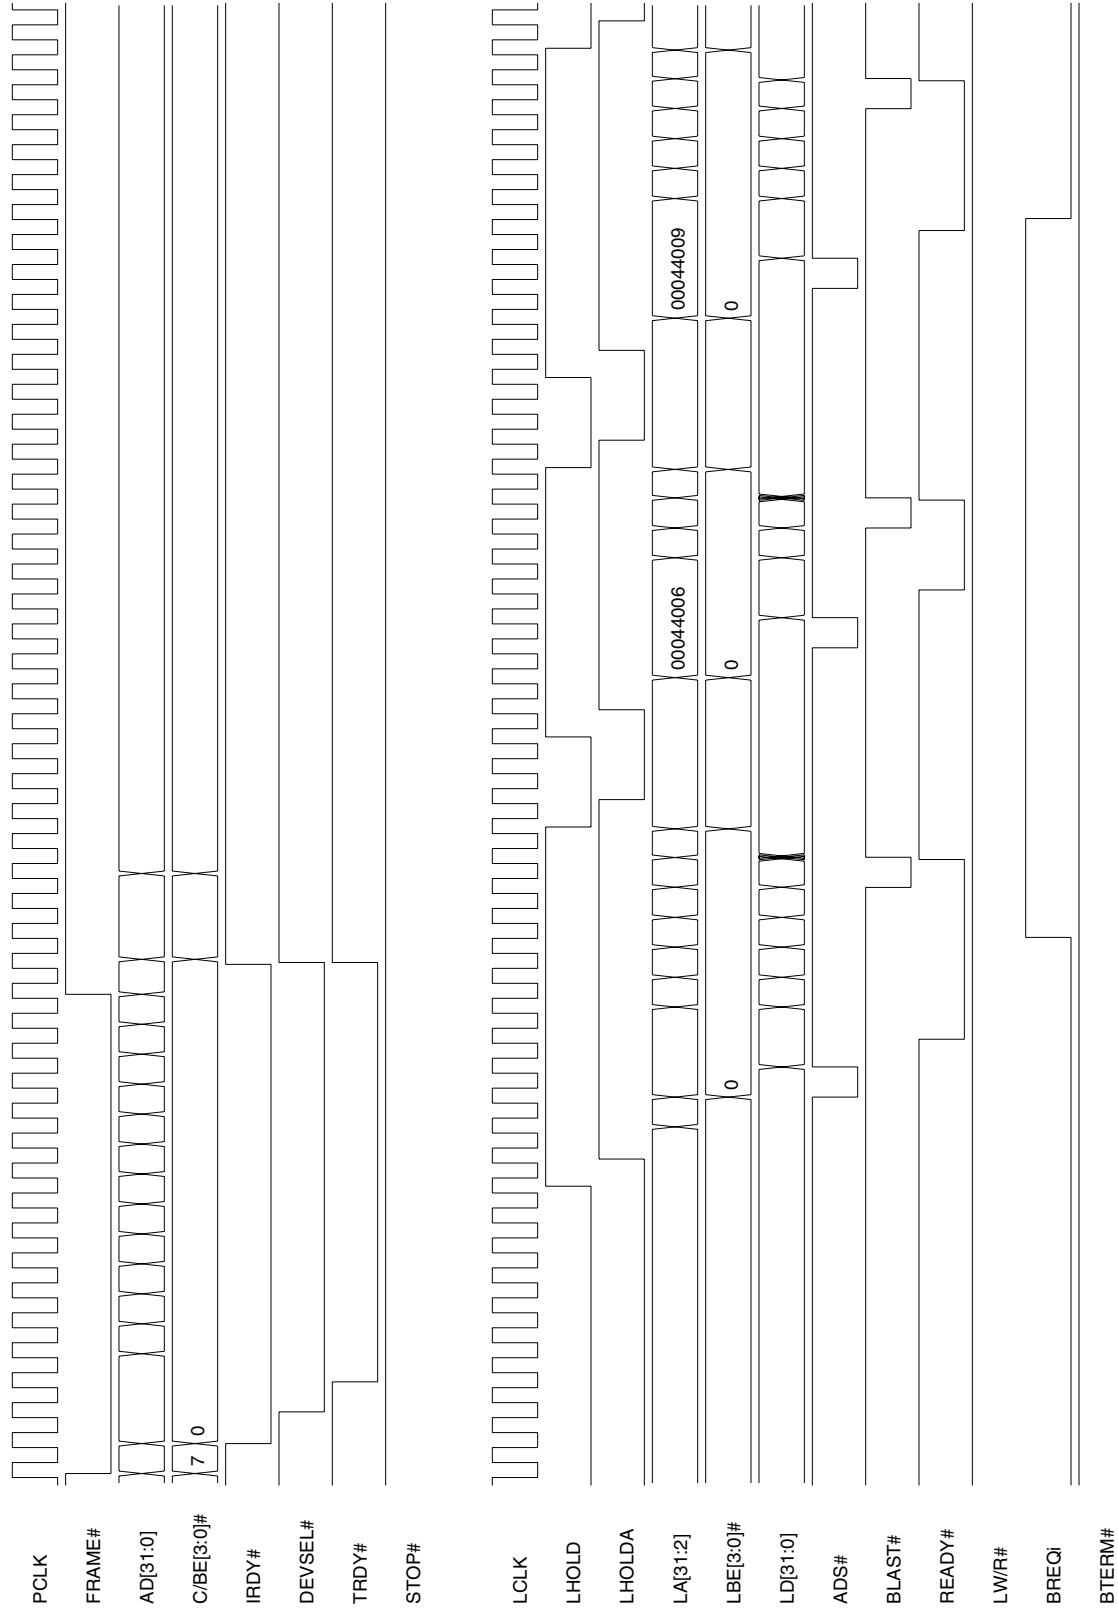 PCLK
FRAME#
AD[31:0]
C/BE[3:0]# 7 0
IRDY#
DEVSEL#
TRDY#
STOP#
LCLK
LHOLD
LHOLDA
LA[31:2] 00044006 00044009
LBE[3:0]# 0 0 0
LD[31:0]
ADS#
BLAST#
READY#
LW/R#
BREQi
BTERM#